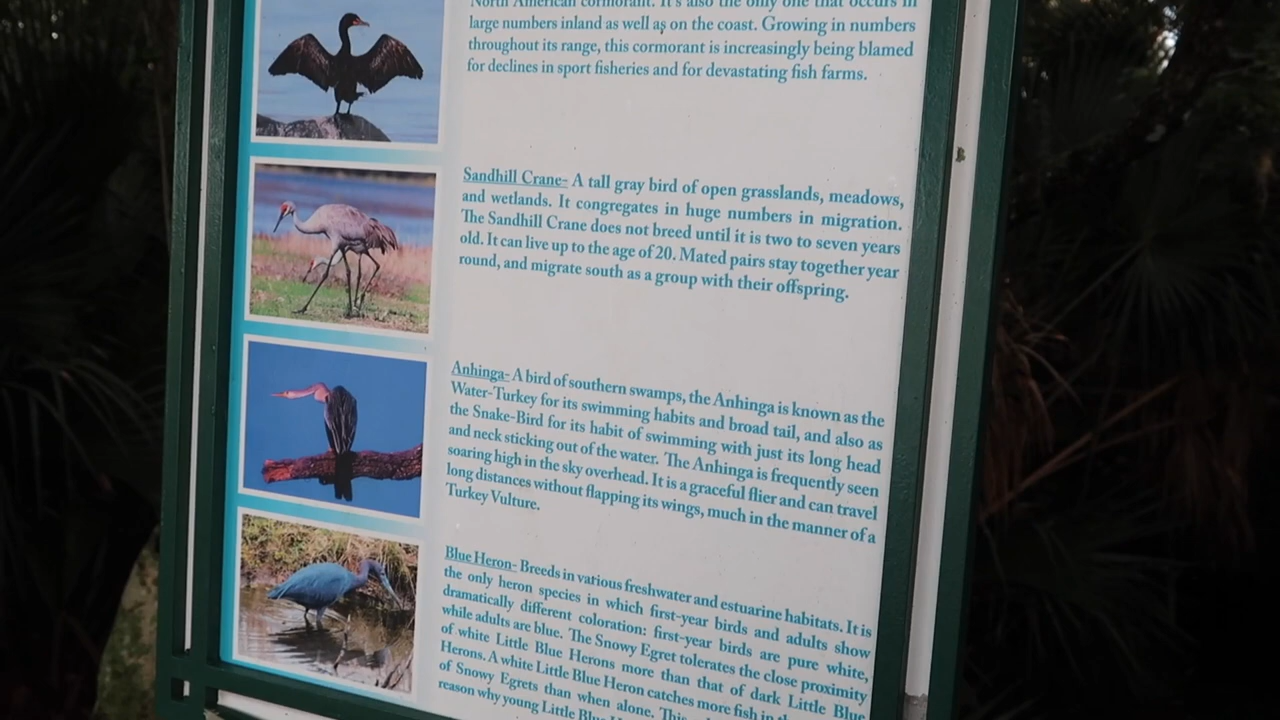 North American cormorant. It's also the only one that occurs in
large numbers inland as well as on the coast. Growing in numbers
throughout its range, this cormorant is increasingly being blamed
for declines in sport fisheries and for devastating fish farms.
Sandhill Crane- A tall gray bird of open grasslands, meadows,
and wetlands. It congregates in huge numbers in migration.
The Sandhill Crane does not breed until it is two to seven years
old. It can live up to the age of 20. Mated pairs stay together year
round, and migrate south as a group with their offspring.
Anhinga- A bird of southern swamps, the Anhinga is known as the
Water-Turkey for its swimming habits and broad tail, and also as
the Snake-Bird for its habit of swimming with just its long head
and neck sticking out of the water. The Anhinga is frequently seen
soaring high in the sky overhead. It is a graceful flier and can travel
long distances without flapping its wings, much in the manner of a
Turkey Vulture.
Blue Heron- Breeds in various freshwater and estuarine habitats. It is
the only heron species in which first-year birds and adults show
dramatically different coloration: first-year birds are pure white,
while adults are blue. The Snowy Egret tolerates the close proximity
of white Little Blue Herons more than that of dark Little Blue
Herons. A white Little Blue Heron catches more fish in the
of Snowy Egrets than when alone. This
reason why young Little Blue